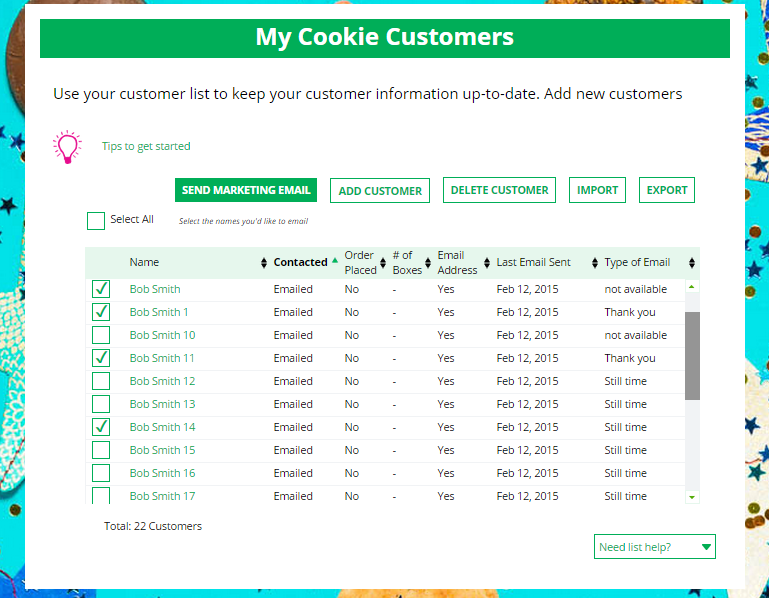 My Cookie Customers
Use your customer list to keep your customer information up-to-date. Add new customers
Tips to get started
SEND MARKETING EMAIL ADD CUSTOMER DELETE CUSTOMER IMPORT EXPORT
Select All Select the names you'd like to email
Name Contacted Order Placed # of Boxes Email Address Last Email Sent Type of Email
Bob Smith Emailed No - Yes Feb 12, 2015 not available
Bob Smith 1 Emailed No - Yes Feb 12, 2015 Thank you
Bob Smith 10 Emailed No - Yes Feb 12, 2015 not available
Bob Smith 11 Emailed No - Yes Feb 12, 2015 Thank you
Bob Smith 12 Emailed No - Yes Feb 12, 2015 Still time
Bob Smith 13 Emailed No - Yes Feb 12, 2015 Still time
Bob Smith 14 Emailed No - Yes Feb 12, 2015 Still time
Bob Smith 15 Emailed No - Yes Feb 12, 2015 Still time
Bob Smith 16 Emailed No - Yes Feb 12, 2015 Still time
Bob Smith 17 Emailed No - Yes Feb 12, 2015 Still time
Total: 22 Customers
Need list help?